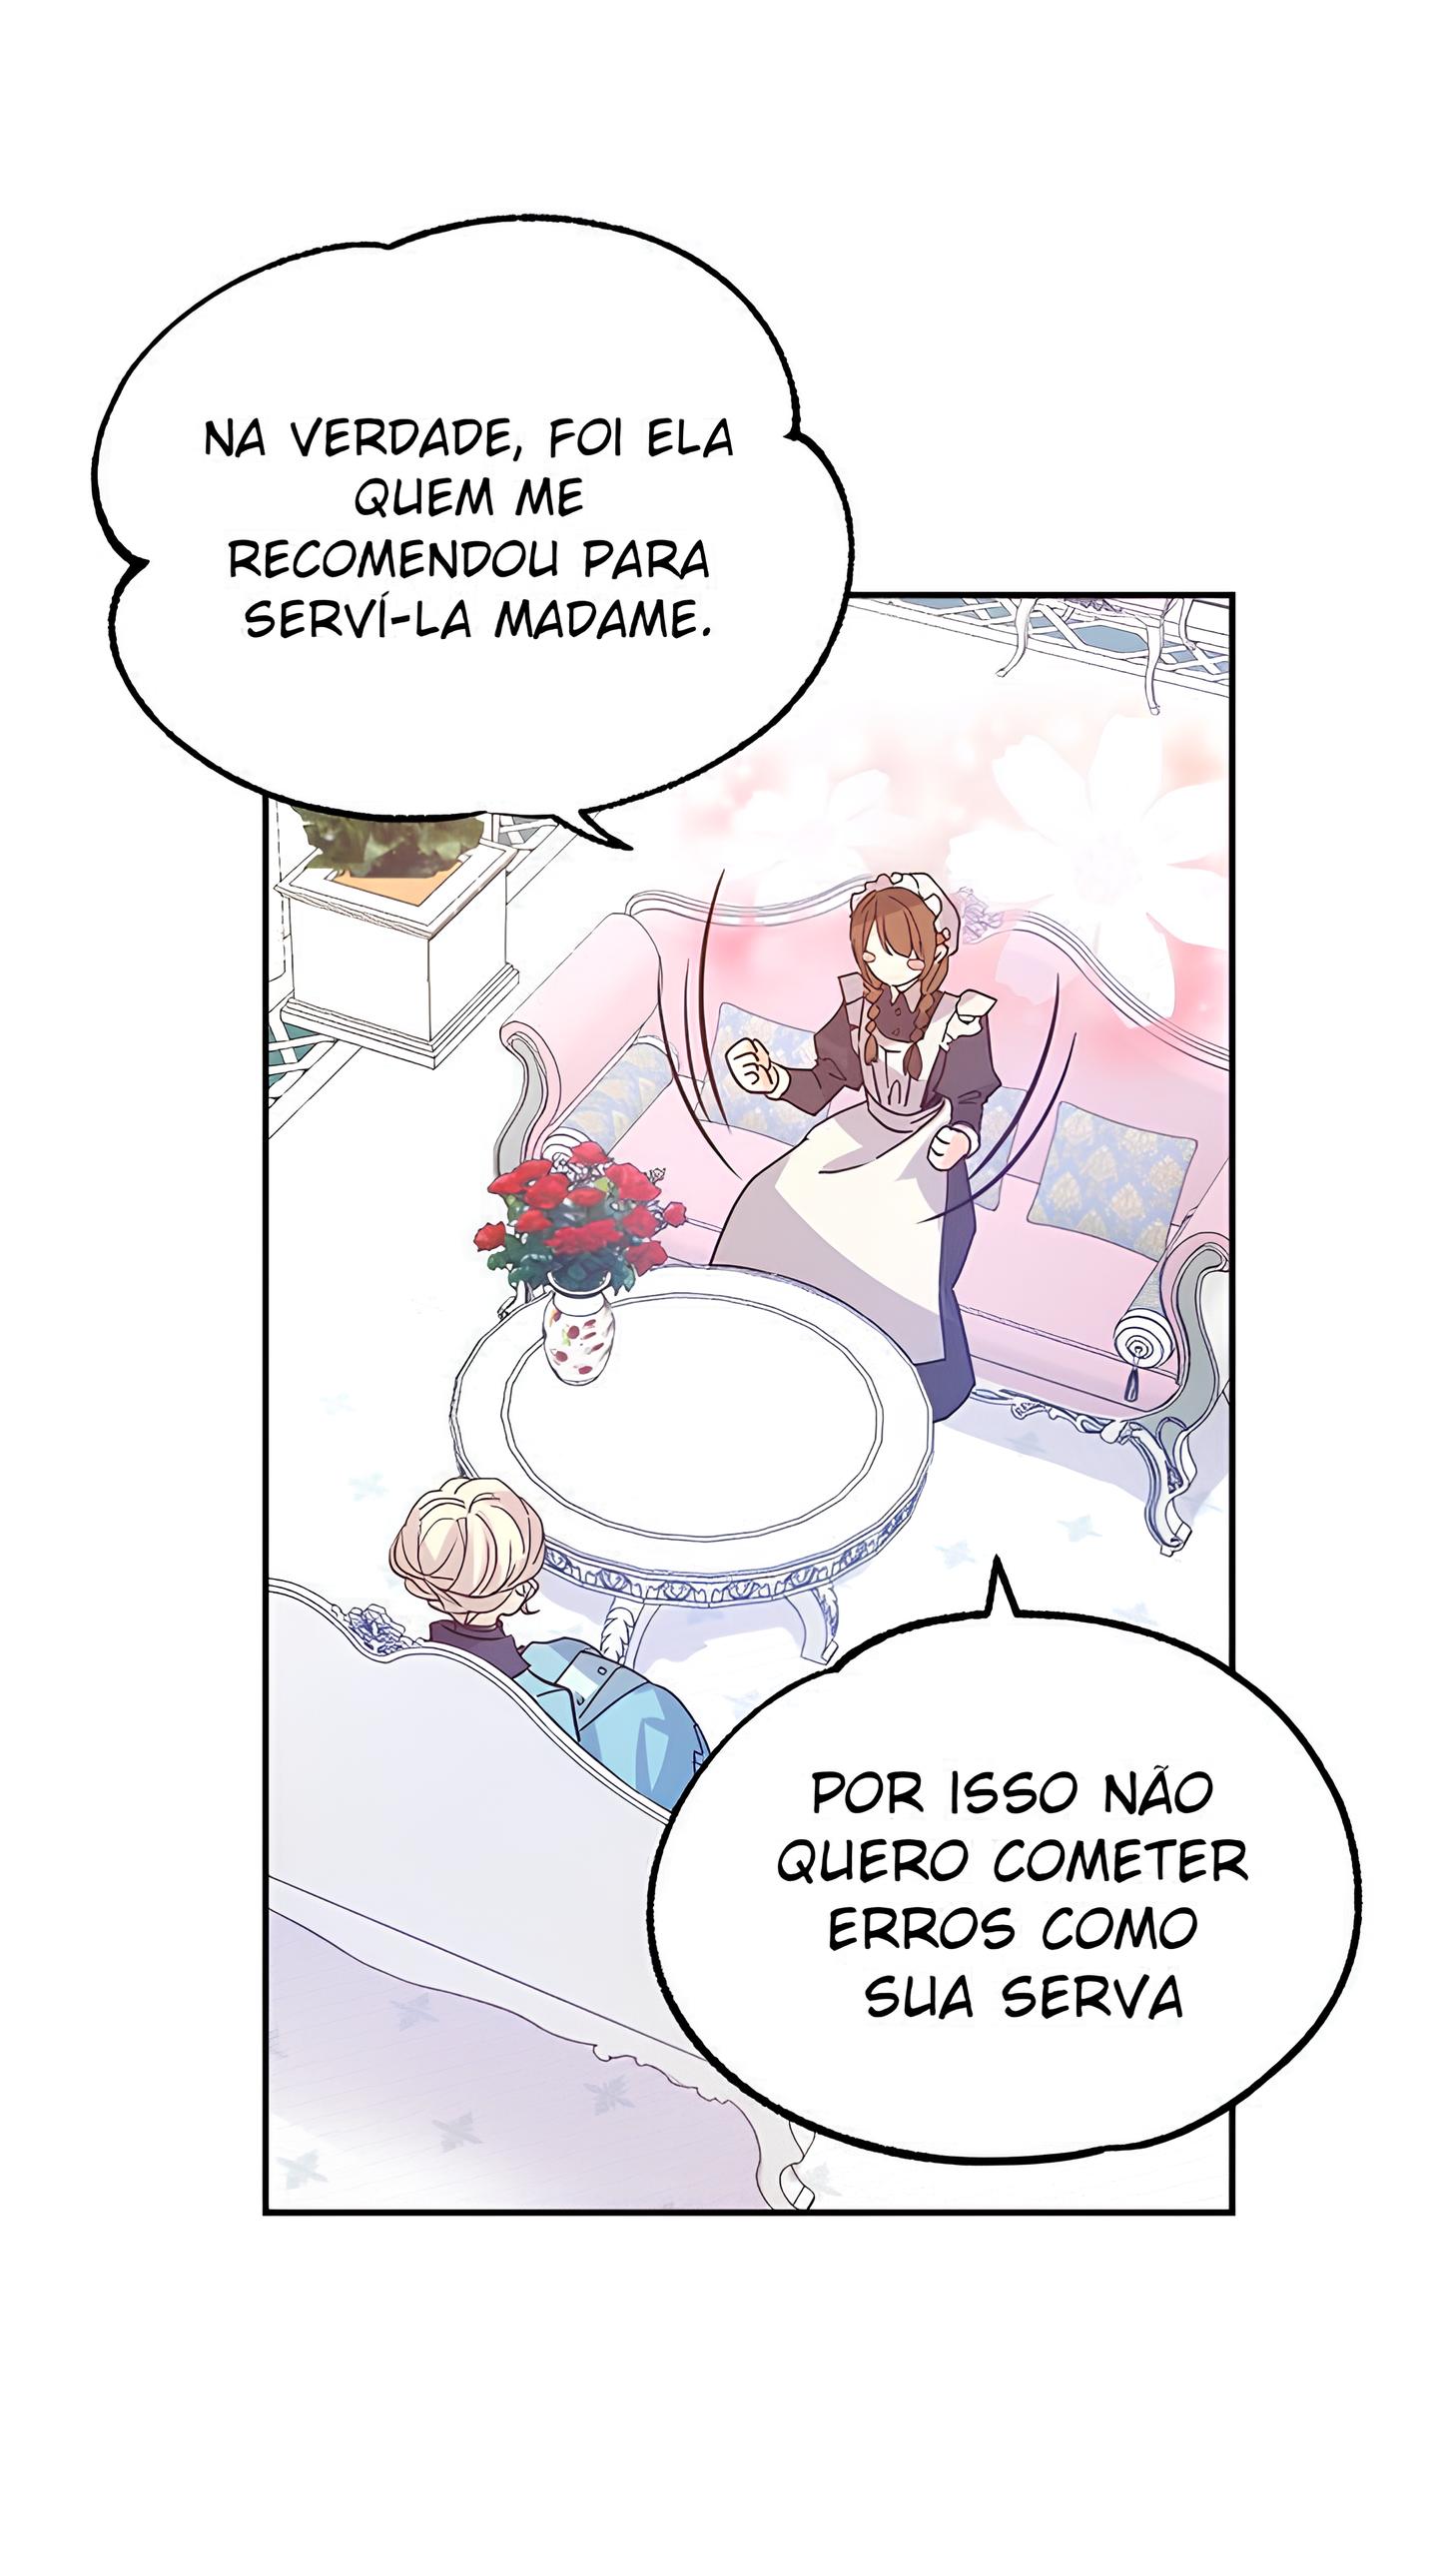 NA VERDADE, FOI ELA
QUEM ME
RECOMENDOU PARA
SERVÍ-LA MADAME.
POR ISSO NÃO
QUERO COMETER
ERROS COMO
SUA SERVA